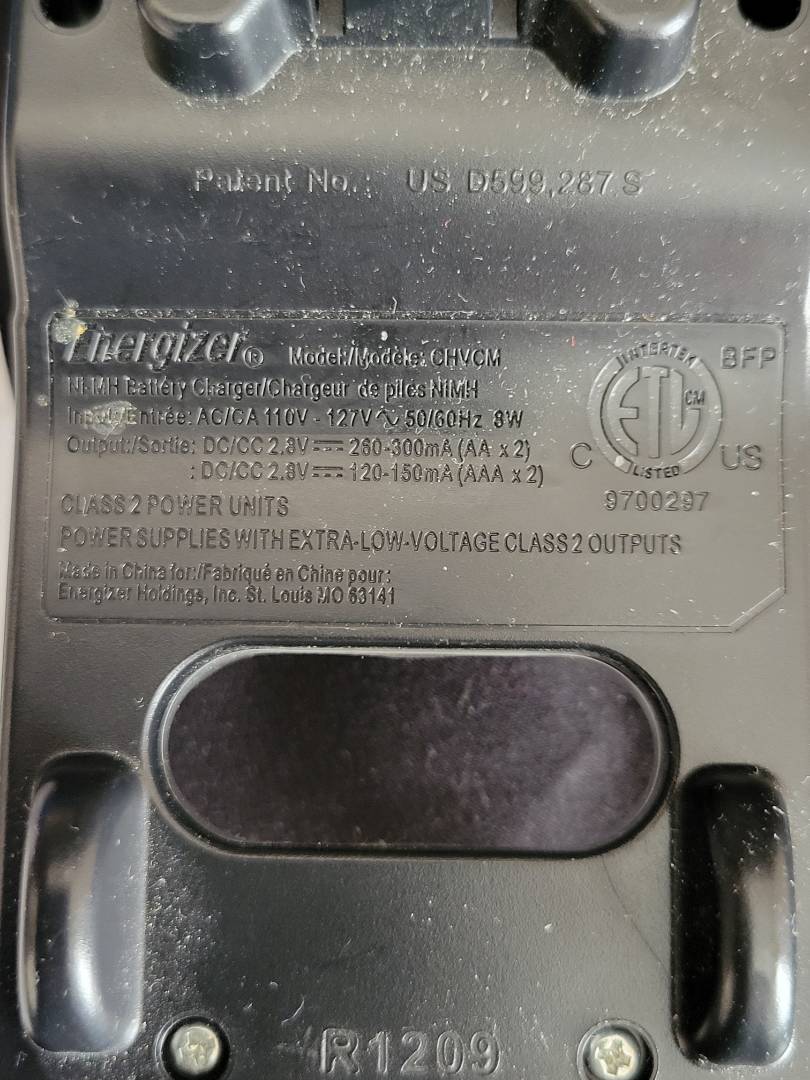 Patent No.: US D599,287 S
Energizer® Model:/Modèle: CHVCM
Ni-MH Battery Charger/Chargeur de piles NiMH
Input/Entrée: AC/CA 110V - 127V ~ 50/60Hz 8W
Output:/Sortie: DC/CC 2.8V ⎓ 260-300mA (AA x 2)
: DC/CC 2.8V ⎓ 120-150mA (AAA x 2)
CLASS 2 POWER UNITS
POWER SUPPLIES WITH EXTRA-LOW-VOLTAGE CLASS 2 OUTPUTS
Made in China for:/Fabriqué en Chine pour:
Energizer Holdings, Inc. St. Louis MO 63141
INTERTEK
BFP
ETL CM
C LISTED US
9700297
R1209